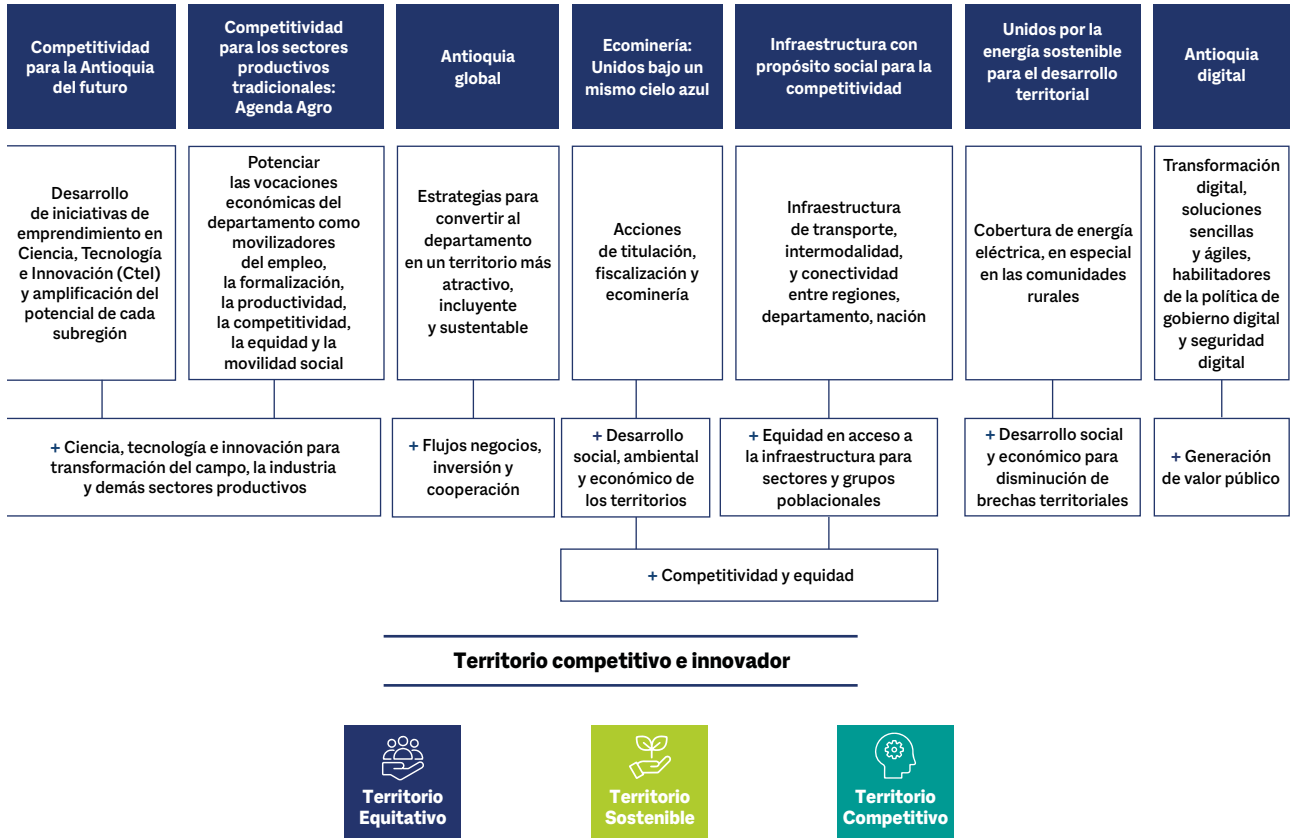 Competitividad
para la Antioquia
del futuro
Competitividad
para los sectores
productivos
tradicionales:
Agenda Agro
Antioquia
global
Ecominería:
Unidos bajo un
mismo cielo azul
Infraestructura con
propósito social para la
competitividad
Unidos por la
energía sostenible
para el desarrollo
territorial
Antioquia
digital
Desarrollo
de iniciativas de
emprendimiento en
Ciencia, Tecnología
e Innovación (CteI)
y amplificación del
potencial de cada
subregión
Potenciar
las vocaciones
económicas del
departamento como
movilizadores
del empleo,
la formalización,
la productividad,
la competitividad,
la equidad y la
movilidad social
Estrategias para
convertir al
departamento
en un territorio más
atractivo,
incluyente
y sustentable
Acciones
de titulación,
fiscalización y
ecominería
Infraestructura
de transporte,
intermodalidad,
y conectividad
entre regiones,
departamento, nación
Cobertura de energía
eléctrica, en especial
en las comunidades
rurales
Transformación
digital,
soluciones
sencillas
y ágiles,
habilitadores
de la política de
gobierno digital
y seguridad
digital
+ Ciencia, tecnología e innovación para
transformación del campo, la industria
y demás sectores productivos
+ Flujos negocios,
inversión y
cooperación
+ Desarrollo
social, ambiental
y económico de
los territorios
+ Equidad en acceso a
la infraestructura para
sectores y grupos
poblacionales
+ Desarrollo social
y económico para
disminución de
brechas territoriales
+ Generación
de valor público
+ Competitividad y equidad
Territorio competitivo e innovador
Territorio
Equitativo
Territorio
Sostenible
Territorio
Competitivo